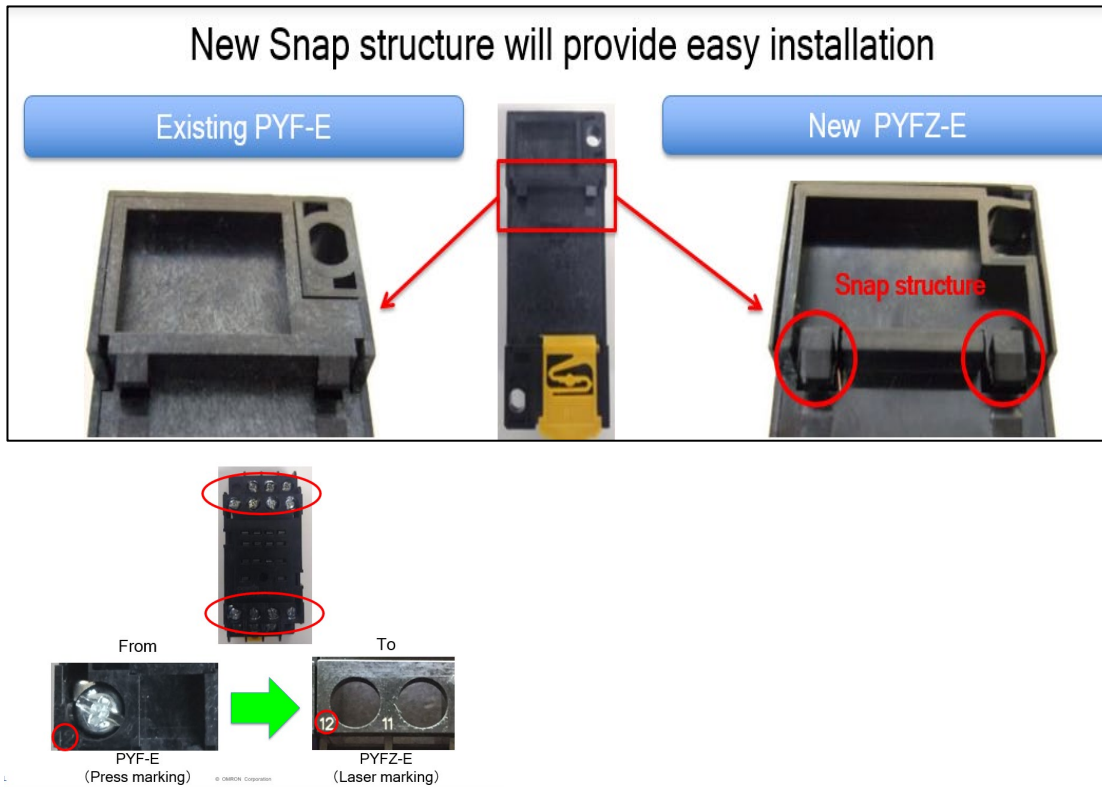 New Snap structure will provide easy installation
Existing PYF-E
New PYFZ-E
Snap structure
From
To
12
12 11
PYF-E
PYFZ-E
(Press marking)
© OMRON Corporation
(Laser marking)